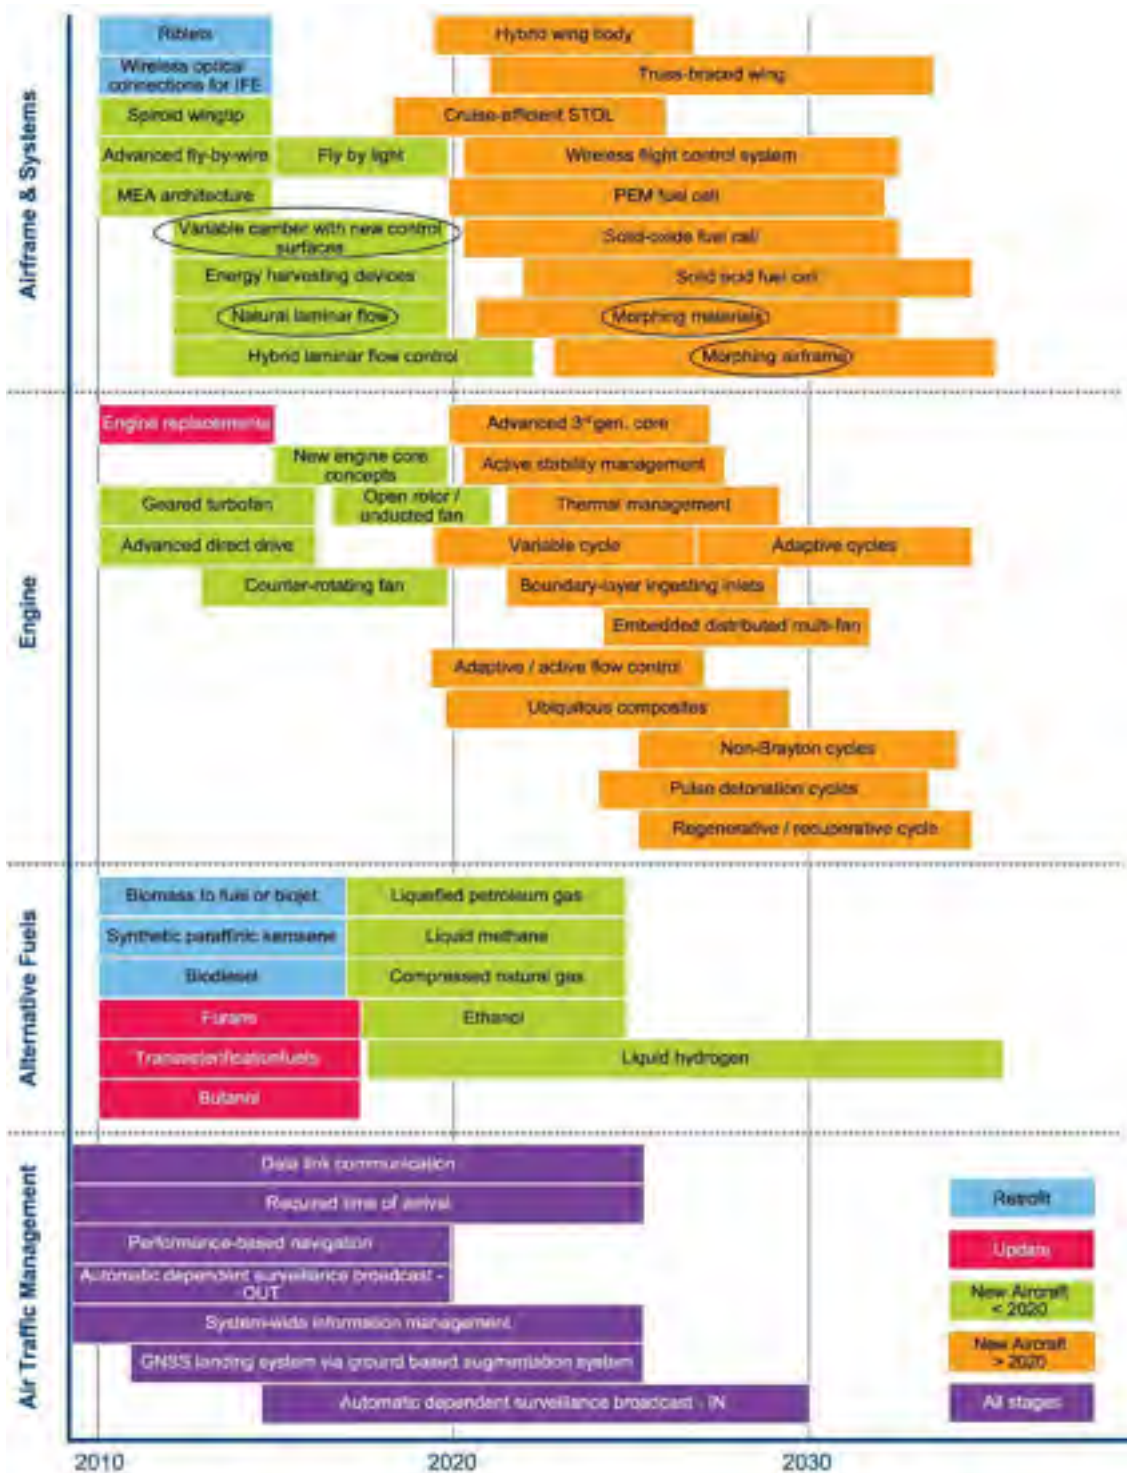 Airframe & Systems
Riblets
Hybrid wing body
Wireless optical
connections for IFE
Truss-braced wing
Spiroid wingtip
Cruise-efficient STOL
Advanced fly-by-wire
Fly by light
Wireless flight control system
MEA architecture
PEM fuel cell
Variable camber with new control
surfaces
Solid-oxide fuel cell
Energy harvesting devices
Solid acid fuel cell
Natural laminar flow
Morphing materials
Hybrid laminar flow control
Morphing airframe
Engine
Engine replacements
Advanced 3rd gen. core
New engine core
concepts
Active stability management
Geared turbofan
Open rotor /
unducted fan
Thermal management
Advanced direct drive
Variable cycle
Adaptive cycles
Counter-rotating fan
Boundary-layer ingesting inlets
Embedded distributed multi-fan
Adaptive / active flow control
Ubiquitous composites
Non-Brayton cycles
Pulse detonation cycles
Regenerative / recuperative cycle
Alternative Fuels
Biomass to fuel or biojet
Liquefied petroleum gas
Synthetic paraffinic kerosene
Liquid methane
Biodiesel
Compressed natural gas
Furans
Ethanol
Transesterificationfuels
Liquid hydrogen
Butanol
Air Traffic Management
Data link communication
Required time of arrival
Performance-based navigation
Automatic dependent surveillance broadcast -
OUT
System-wide information management
GNSS landing system via ground based augmentation system
Automatic dependent surveillance broadcast - IN
Retrofit
Update
New Aircraft
< 2020
New Aircraft
> 2020
All stages
2010
2020
2030